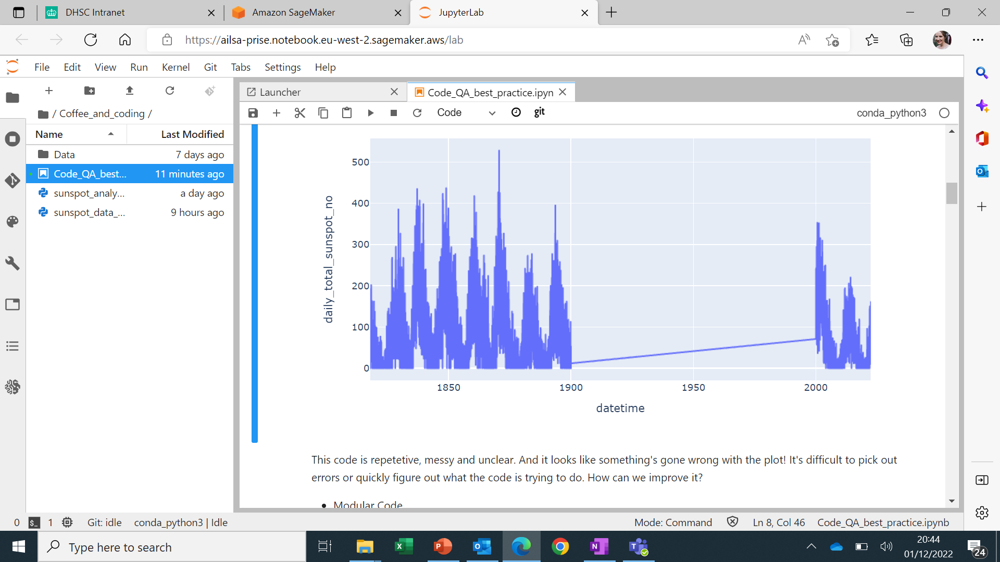 DHSC Intranet
Amazon SageMaker
JupyterLab
https://ailsa-prise.notebook.eu-west-2.sagemaker.aws/lab
File Edit View Run Kernel Git Tabs Settings Help
/ Coffee_and_coding /
Name Last Modified
Data 7 days ago
Code_QA_best... 11 minutes ago
sunspot_analy... a day ago
sunspot_data_... 9 hours ago
Launcher
Code_QA_best_practice.ipyn
Code
git
conda_python3
500
400
300
200
100
0
daily_total_sunspot_no
1850 1900 1950 2000
datetime
This code is repetetive, messy and unclear. And it looks like something's gone wrong with the plot! It's difficult to pick out
errors or quickly figure out what the code is trying to do. How can we improve it?
• Modular Code
0 $_ 1 Git: idle conda_python3 | Idle Mode: Command Ln 8, Col 46 Code_QA_best_practice.ipynb
Type here to search
20:44
01/12/2022
24